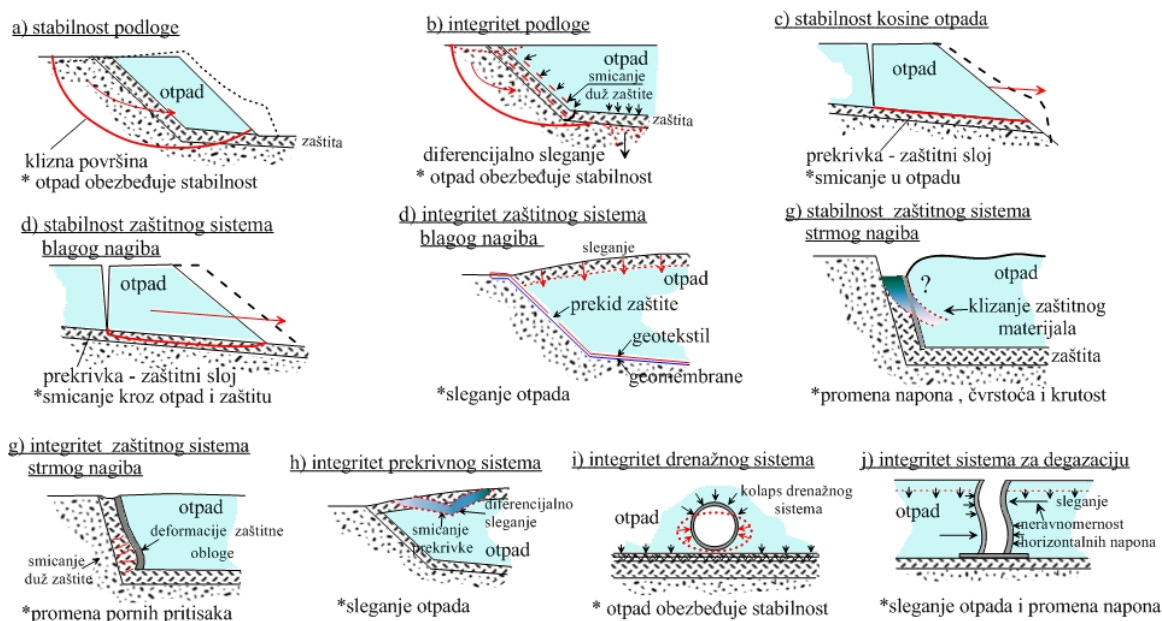 a) stabilnost podloge
otpad
zaštita
klizna površina
* otpad obezbeđuje stabilnost
b) integritet podloge
otpad
smicanje
duž zaštite
zaštita
diferencijalno sleganje
* otpad obezbeđuje stabilnost
c) stabilnost kosine otpada
otpad
prekrivka - zaštitni sloj
*smicanje u otpadu
d) stabilnost zaštitnog sistema
blagog nagiba
otpad
prekrivka - zaštitni sloj
*smicanje kroz otpad i zaštitu
d) integritet zaštitnog sistema
blagog nagiba
sleganje
otpad
prekid zaštite
geotekstil
geomembrane
*sleganje otpada
g) stabilnost zaštitnog sistema
strmog nagiba
otpad
?
klizanje zaštitnog
materijala
zaštita
*promena napona , čvrstoća i krutost
g) integritet zaštitnog sistema
strmog nagiba
otpad
deformacije zaštitne
obloge
smicanje
duž zaštite
*promena pornih pritisaka
h) integritet prekrivnog sistema
diferencijalno
sleganje
smicanje
prekrivke
otpad
*sleganje otpada
i) integritet drenažnog sistema
kolaps drenažnog
sistema
otpad
* otpad obezbeđuje stabilnost
j) integritet sistema za degazaciju
sleganje
otpad
neravnomernost
horizontalnih napona
*sleganje otpada i promena napona